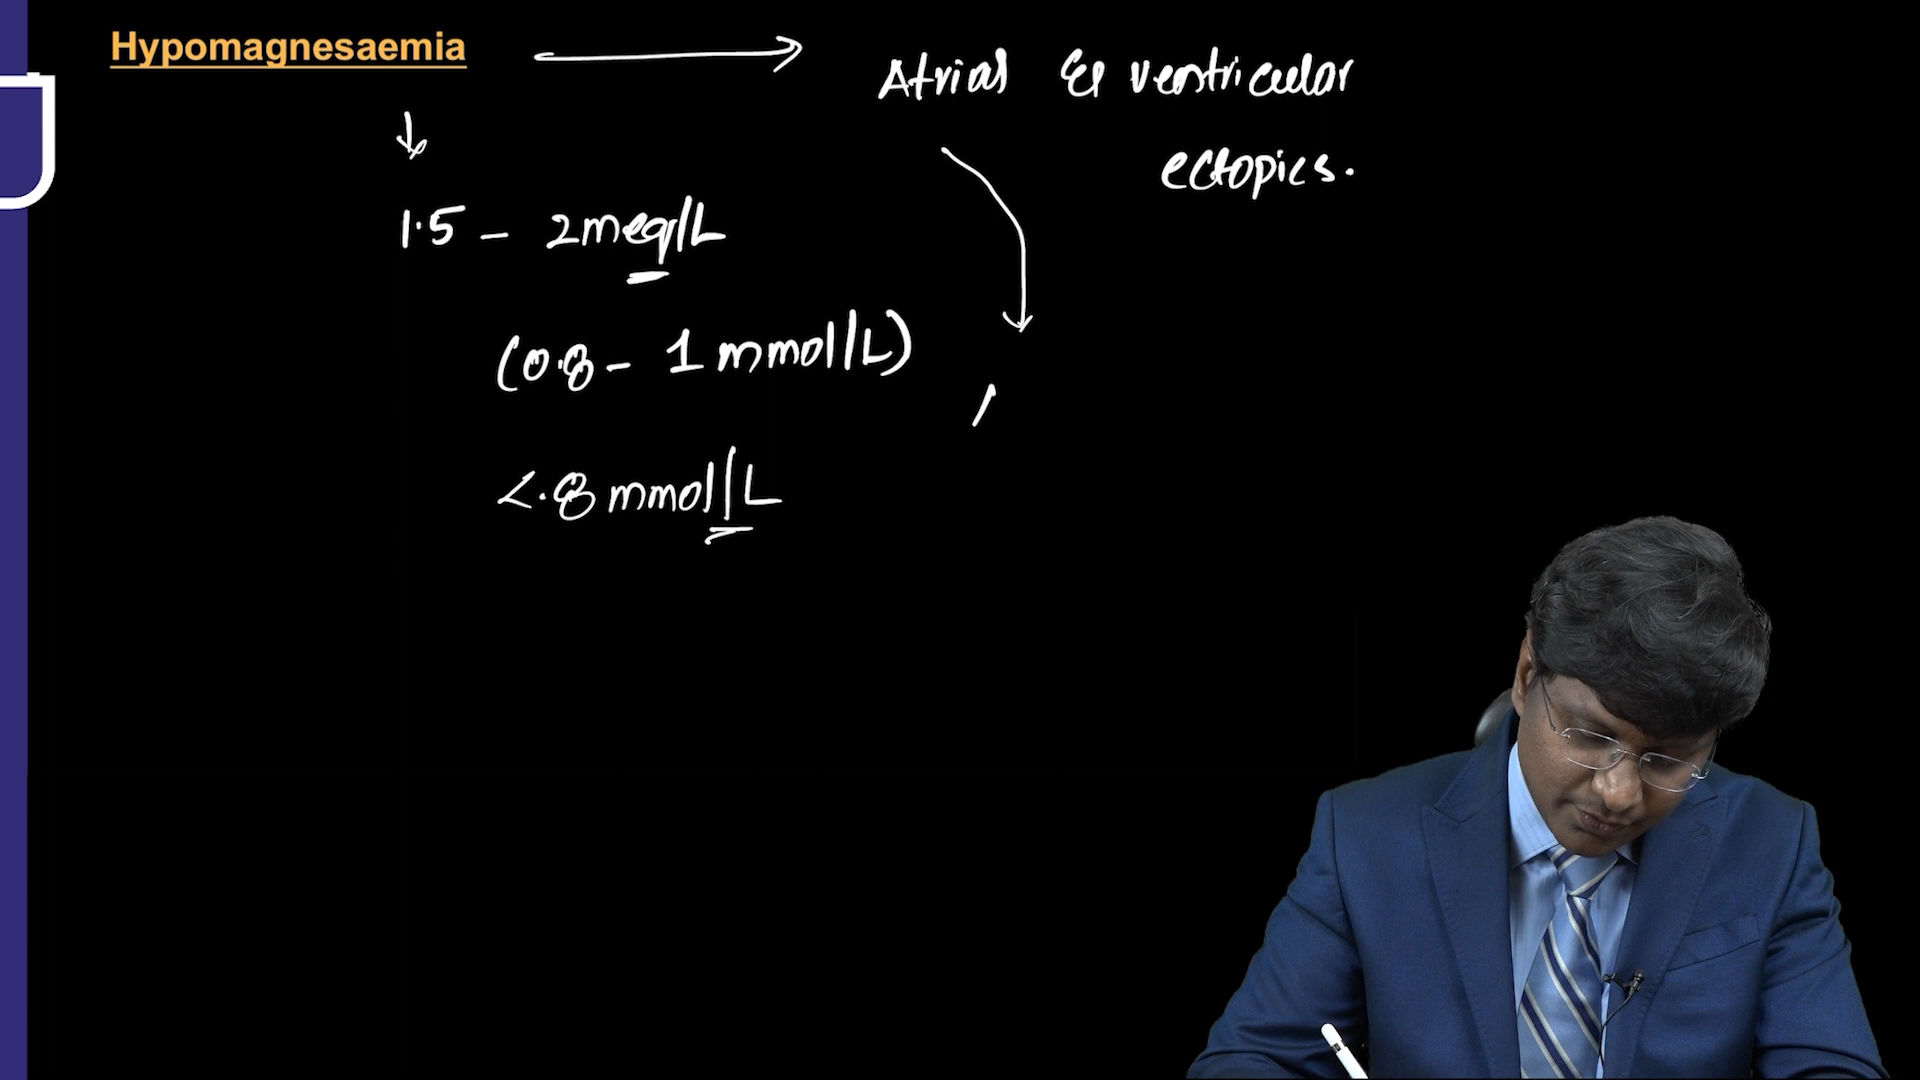 Hypomagnesaemia
Atrial & ventricular
ectopics.
1.5 - 2meq/L
(0.8 - 1 mmol/L)
<.8 mmol/L